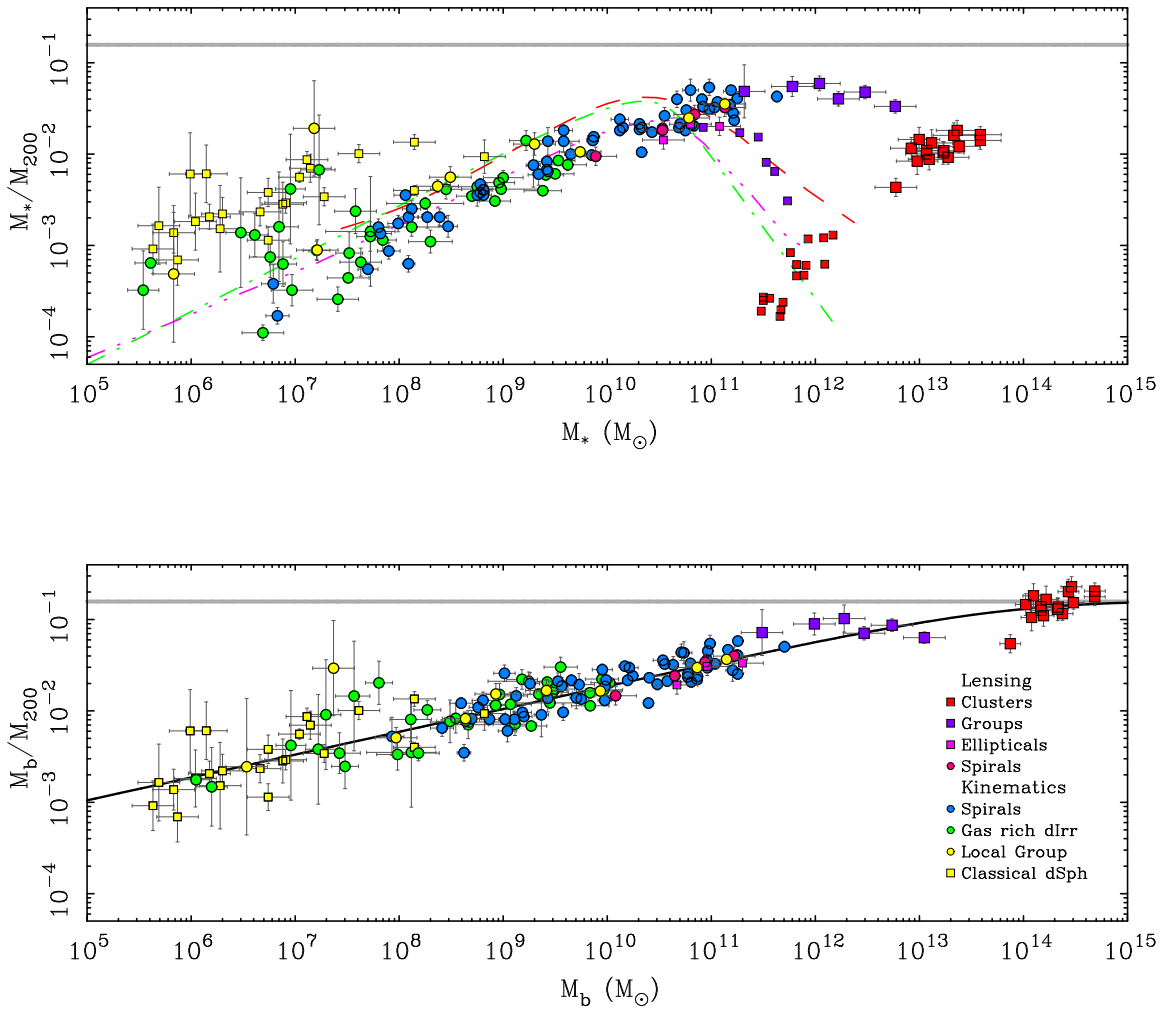 M*/M200
10^-1
10^-2
10^-3
10^-4
10^5 10^6 10^7 10^8 10^9 10^10 10^11 10^12 10^13 10^14 10^15
M* (M⊙)
Mb/M200
10^-1
10^-2
10^-3
10^-4
Lensing
Clusters
Groups
Ellipticals
Spirals
Kinematics
Spirals
Gas rich dIrr
Local Group
Classical dSph
10^5 10^6 10^7 10^8 10^9 10^10 10^11 10^12 10^13 10^14 10^15
Mb (M⊙)